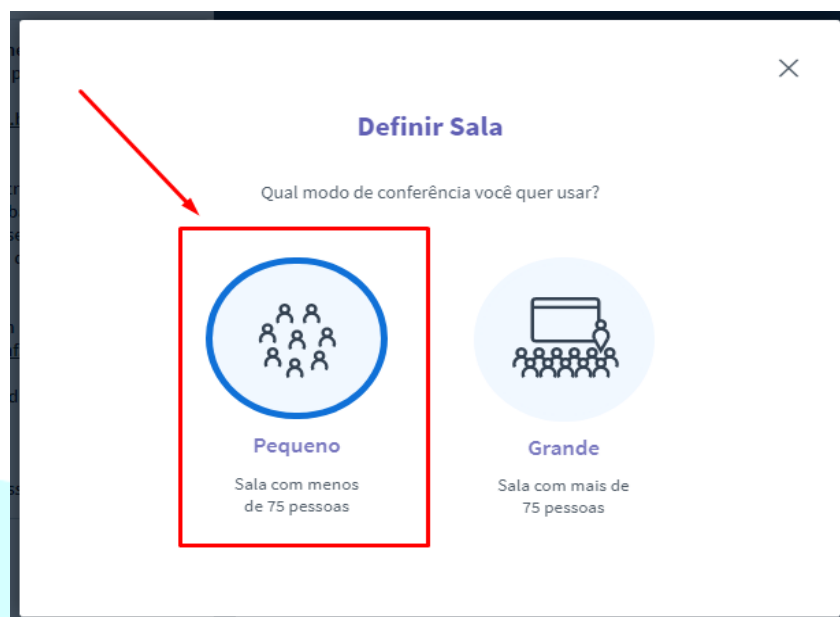 Definir Sala
Qual modo de conferência você quer usar?
Pequeno
Sala com menos
de 75 pessoas
Grande
Sala com mais de
75 pessoas